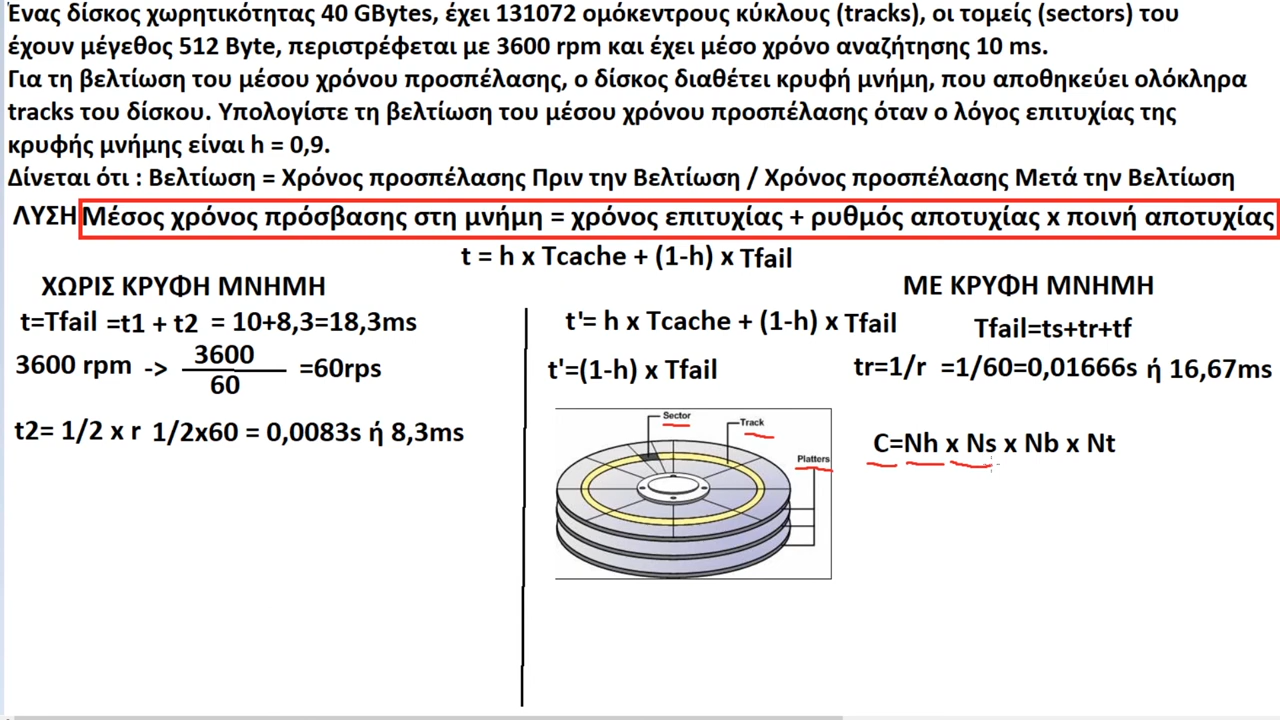 Ένας δίσκος χωρητικότητας 40 GBytes, έχει 131072 ομόκεντρους κύκλους (tracks), οι τομείς (sectors) του
έχουν μέγεθος 512 Byte, περιστρέφεται με 3600 rpm και έχει μέσο χρόνο αναζήτησης 10 ms.
Για τη βελτίωση του μέσου χρόνου προσπέλασης, ο δίσκος διαθέτει κρυφή μνήμη, που αποθηκεύει ολόκληρα
tracks του δίσκου. Υπολογίστε τη βελτίωση του μέσου χρόνου προσπέλασης όταν ο λόγος επιτυχίας της
κρυφής μνήμης είναι h = 0,9.
Δίνεται ότι : Βελτίωση = Χρόνος προσπέλασης Πριν την Βελτίωση / Χρόνος προσπέλασης Μετά την Βελτίωση
ΛΥΣΗ Μέσος χρόνος πρόσβασης στη μνήμη = χρόνος επιτυχίας + ρυθμός αποτυχίας x ποινή αποτυχίας
t = h x Tcache + (1-h) x Tfail
ΧΩΡΙΣ ΚΡΥΦΗ ΜΝΗΜΗ
t=Tfail =t1 + t2 = 10+8,3=18,3ms
3600 rpm -> 3600
60
=60rps
t2= 1/2 x r 1/2x60 = 0,0083s ή 8,3ms
ΜΕ ΚΡΥΦΗ ΜΝΗΜΗ
t'= h x Tcache + (1-h) x Tfail
Tfail=ts+tr+tf
t'=(1-h) x Tfail
tr=1/r =1/60=0,01666s ή 16,67ms
Sector
Track
Platters
C=Nh x Ns x Nb x Nt